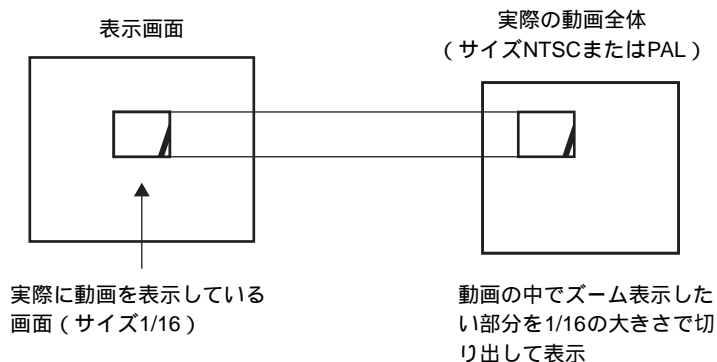 表示画面
実際の動画全体
（サイズNTSCまたはPAL）
実際に動画を表示している
画面（サイズ1/16）
動画の中でズーム表示した
い部分を1/16の大きさで切
り出して表示